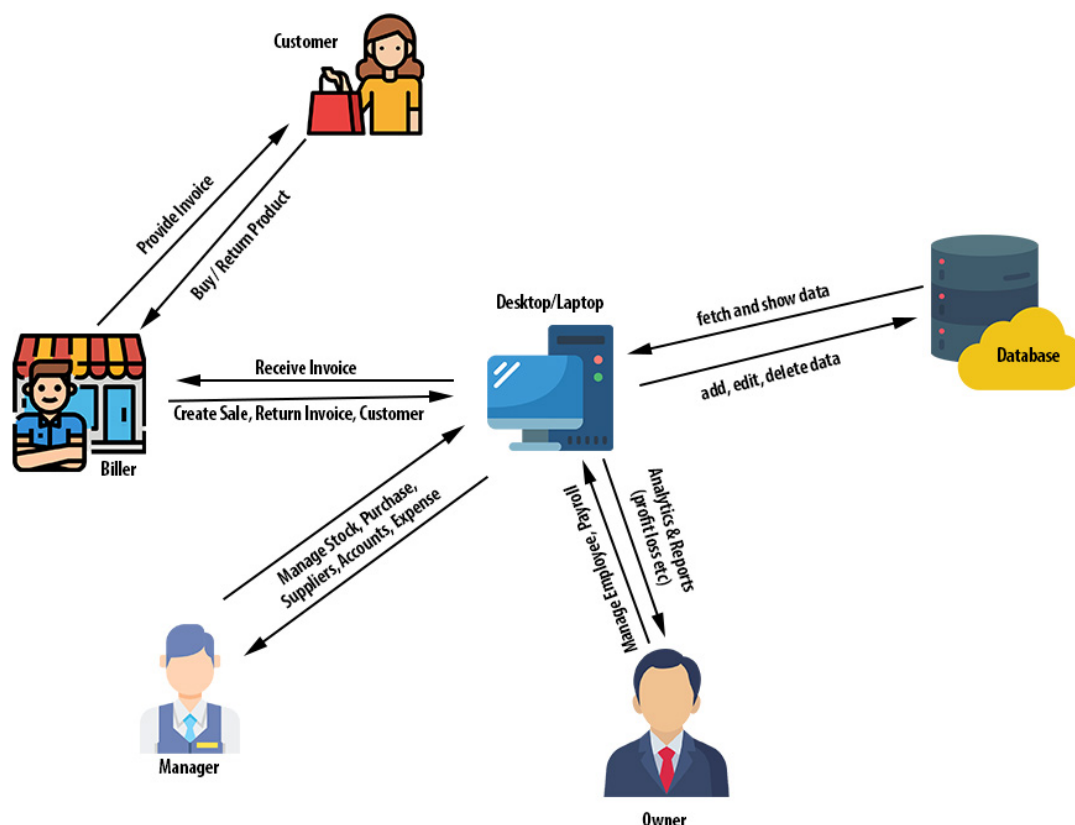 Customer
Provide Invoice
Buy / Return Product
Desktop/Laptop
fetch and show data
add, edit, delete data
Database
Receive Invoice
Create Sale, Return Invoice, Customer
Biller
Manage Stock, Purchase,
Suppliers, Accounts, Expense
Manage Employee, Payroll
Analytics & Reports
(profit loss etc)
Manager
Owner